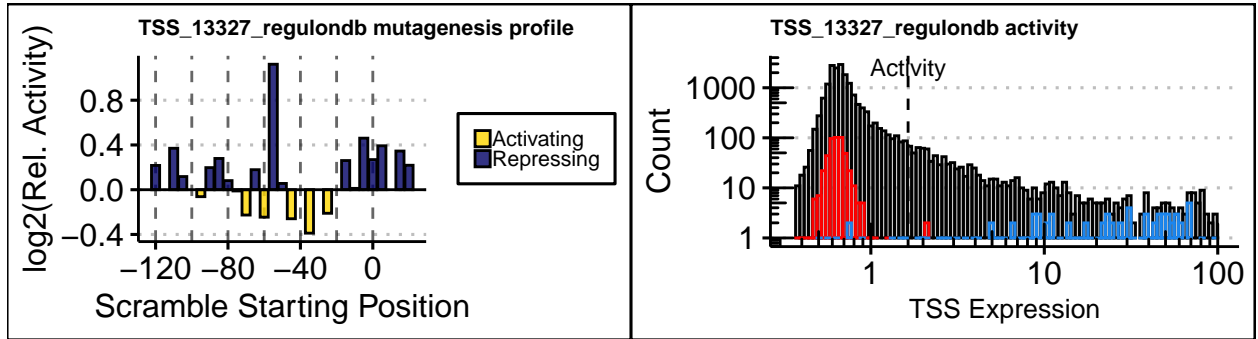 TSS_13327_regulondb mutagenesis profile
log2(Rel. Activity)
0.8
0.4
0.0
−0.4
−120
−80
−40
0
Scramble Starting Position
Activating
Repressing
TSS_13327_regulondb activity
Activity
Count
1000
100
10
1
1
10
100
TSS Expression